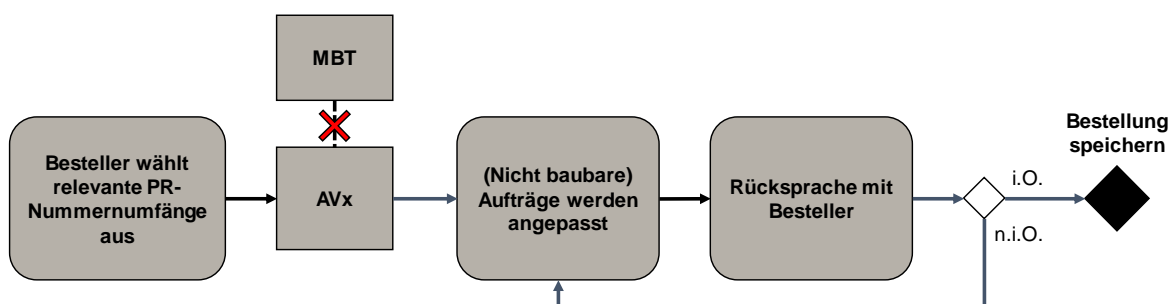 MBT
Besteller wählt
relevante PR-
Nummernumfänge
aus
AVx
(Nicht baubare)
Aufträge werden
angepasst
Rücksprache mit
Besteller
i.O.
n.i.O.
Bestellung
speichern